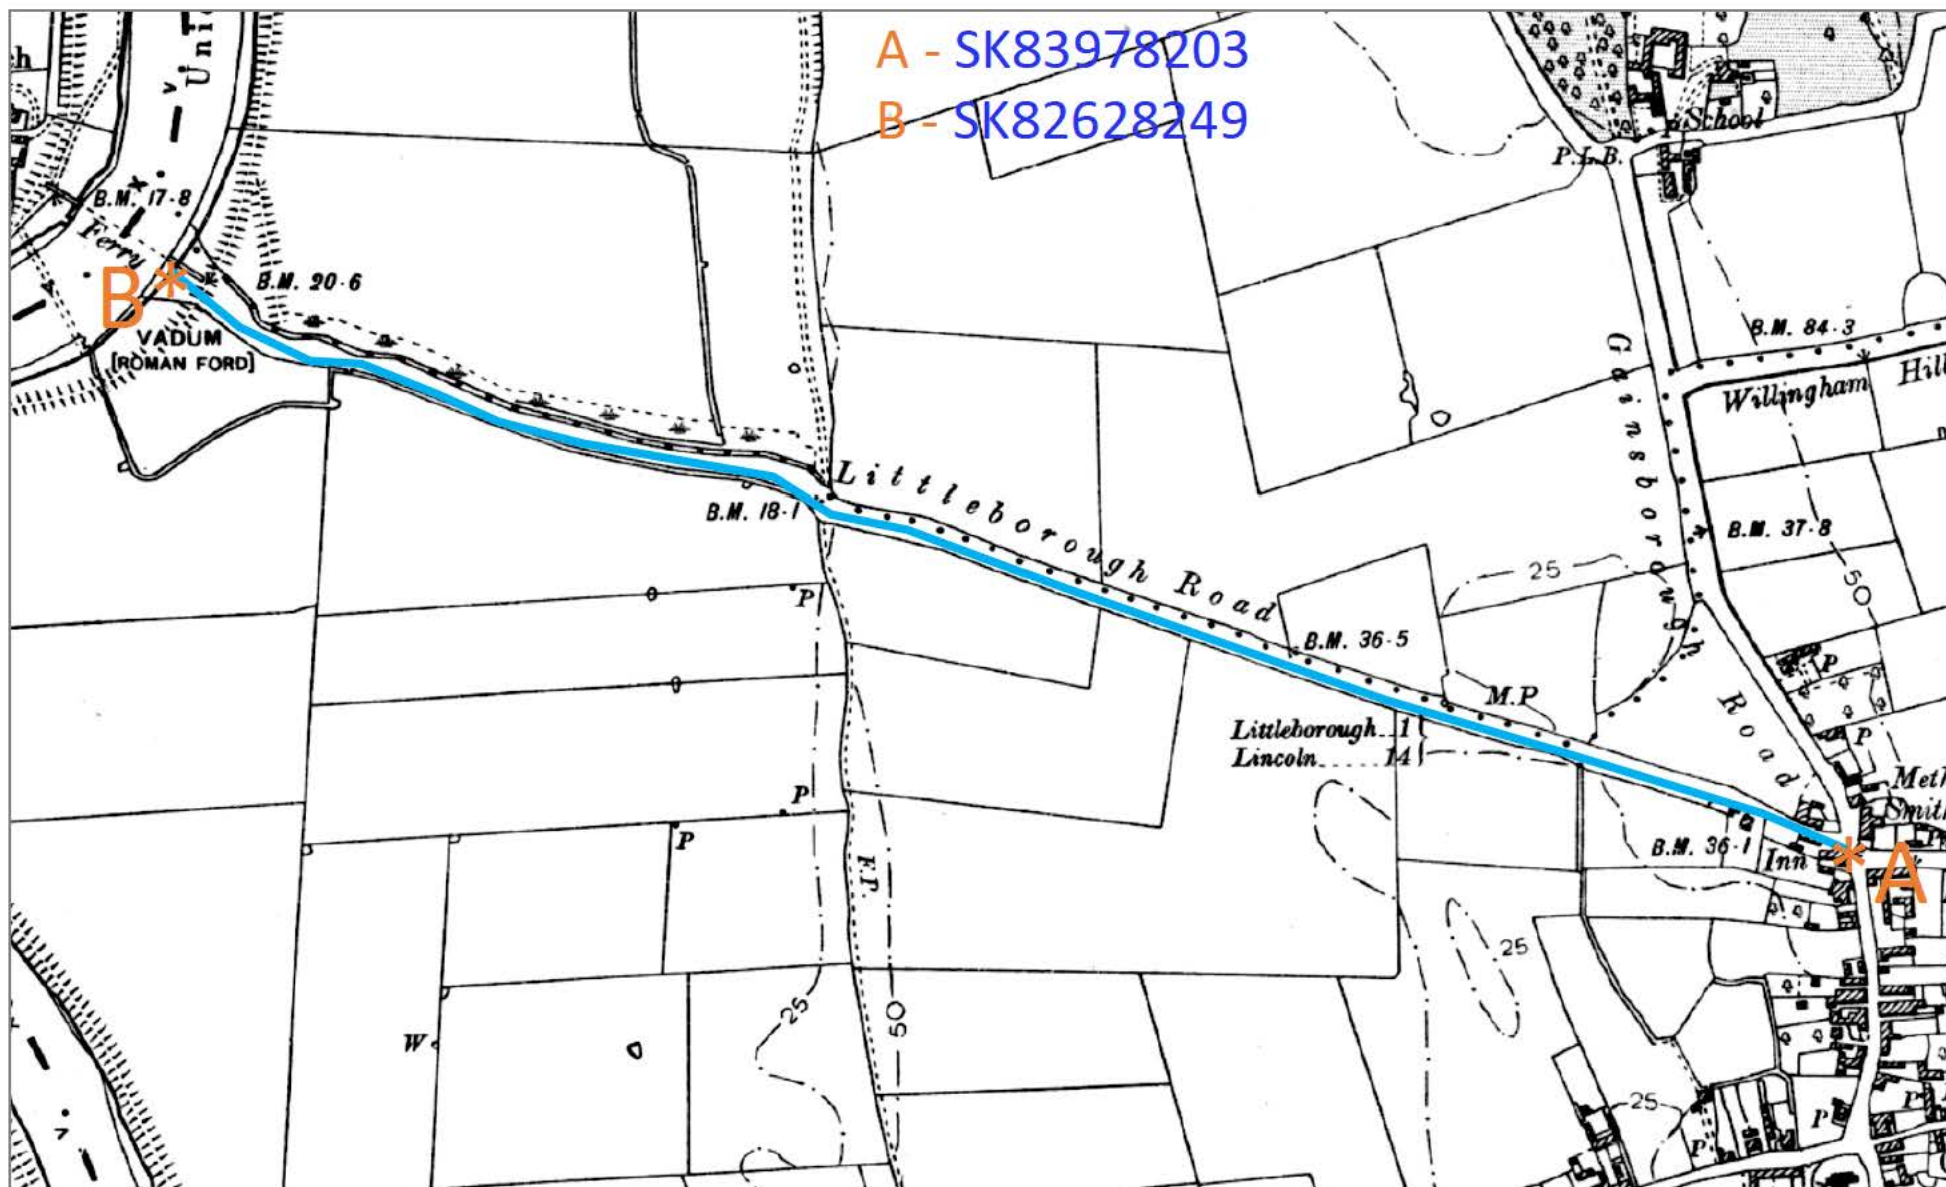 A - SK83978203
B - SK82628249
School
P.L.B.
B.M. 17·8
Ferry
B
B.M. 20·6
VADUM
[ROMAN FORD]
B.M. 84·3
Willingham Hill
Gainsborough Road
B.M. 37·8
Littleborough Road
B.M. 18·1
P
25
50
B.M. 36·5
P
M.P
Littleborough 1
Lincoln 14
P
Meth
Smith
P
P
B.M. 36·1
Inn
A
F.P.
25
25
50
W
25
P
P
P